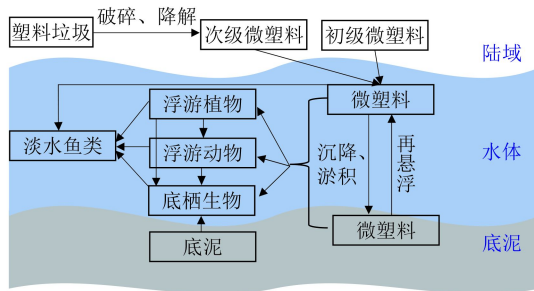 塑料垃圾
破碎、降解
次级微塑料
初级微塑料
陆域
浮游植物
微塑料
淡水鱼类
浮游动物
沉降、
淤积
再悬浮
水体
底栖生物
底泥
微塑料
底泥